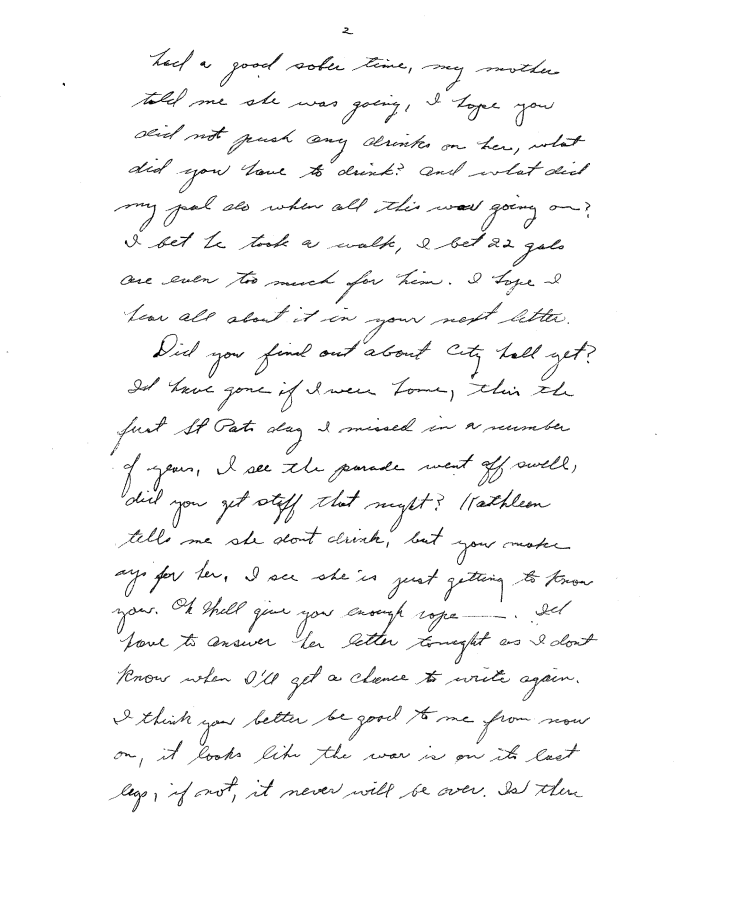 2
had a good sober time, my mother
told me she was going, I hope you
did not push any drinks on her, what
did you have to drink? and what did
my pal do when all this was going on?
I bet he took a walk, I bet 22 gals
are even too much for him. I hope I
hear all about it in your next letter.
Did you find out about City hall yet?
Id have gone if I were home, this the
first St Pats day I missed in a number
of years, I see the parade went off swell,
did you get stiff that night? Kathleen
tells me she dont drink, but you make
up for her, I see she is just getting to know
you. Oh Shell give you enough rope ——. Id
have to answer her letter tonight as I dont
know when I'll get a chance to write again.
I think you better be good to me from now
on, it looks like the war is on its last
legs, if not, it never will be over. Is there